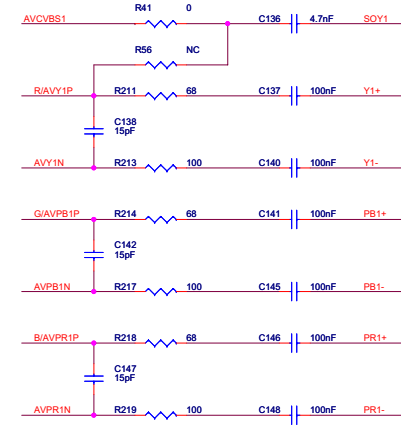 R41 0
AVCVBS1 C136 4.7nF SOY1
R56 NC
R/AVY1P R211 68 C137 100nF Y1+
C138
15pF
AVY1N R213 100 C140 100nF Y1-
G/AVPB1P R214 68 C141 100nF PB1+
C142
15pF
AVPB1N R217 100 C145 100nF PB1-
B/AVPR1P R218 68 C146 100nF PR1+
C147
15pF
AVPR1N R219 100 C148 100nF PR1-